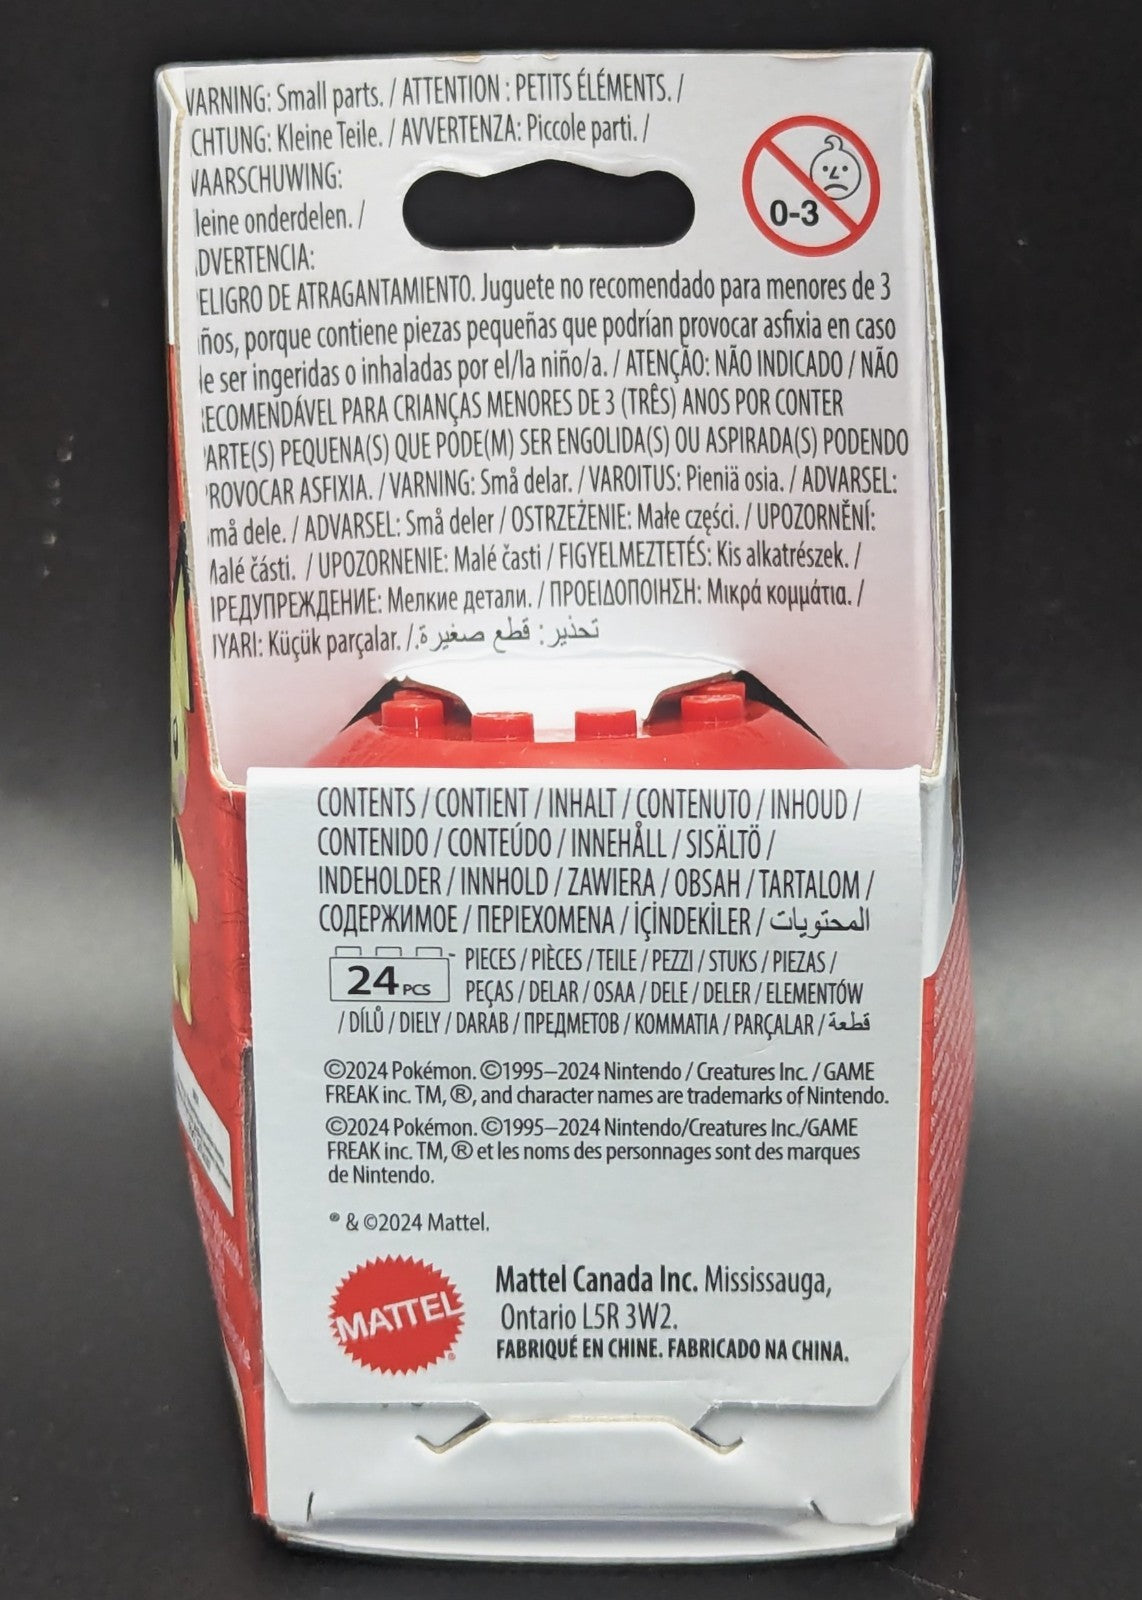 WARNING: Small parts. / ATTENTION : PETITS ÉLÉMENTS. /
CHTUNG: Kleine Teile. / AVVERTENZA: Piccole parti. /
WAARSCHUWING:
leine onderdelen. /
DVERTENCIA:
ELIGRO DE ATRAGANTAMIENTO. Juguete no recomendado para menores de 3
ños, porque contiene piezas pequeñas que podrían provocar asfixia en caso
de ser ingeridas o inhaladas por el/la niño/a. / ATENÇÃO: NÃO INDICADO / NÃO
RECOMENDÁVEL PARA CRIANÇAS MENORES DE 3 (TRÊS) ANOS POR CONTER
PARTE(S) PEQUENA(S) QUE PODE(M) SER ENGOLIDA(S) OU ASPIRADA(S) PODENDO
PROVOCAR ASFIXIA. / VARNING: Små delar. / VAROITUS: Pieniä osia. / ADVARSEL:
må dele. / ADVARSEL: Små deler / OSTRZEŻENIE: Małe części. / UPOZORNĚNÍ:
Malé části. / UPOZORNENIE: Malé časti / FIGYELMEZTETÉS: Kis alkatrészek. /
ПРЕДУПРЕЖДЕНИЕ: Мелкие детали. / ΠΡΟΕΙΔΟΠΟΙΗΣΗ: Μικρά κομμάτια. /
UYARI: Küçük parçalar. / تحذير: قطع صغيرة.
0-3
CONTENTS / CONTIENT / INHALT / CONTENUTO / INHOUD /
CONTENIDO / CONTEÚDO / INNEHÅLL / SISÄLTÖ /
INDEHOLDER / INNHOLD / ZAWIERA / OBSAH / TARTALOM /
СОДЕРЖИМОЕ / ΠΕΡΙΕΧΟΜΕΝΑ / İÇİNDEKİLER / المحتويات
24 PCS
PIECES / PIÈCES / TEILE / PEZZI / STUKS / PIEZAS /
PEÇAS / DELAR / OSAA / DELE / DELER / ELEMENTÓW
/ DÍLŮ / DIELY / DARAB / ПРЕДМЕТОВ / ΚΟΜΜΑΤΙΑ / PARÇALAR / قطعة
©2024 Pokémon. ©1995–2024 Nintendo / Creatures Inc. / GAME
FREAK inc. TM, ®, and character names are trademarks of Nintendo.
©2024 Pokémon. ©1995–2024 Nintendo/Creatures Inc./GAME
FREAK inc. TM, ® et les noms des personnages sont des marques
de Nintendo.
® & ©2024 Mattel.
MATTEL®
Mattel Canada Inc. Mississauga,
Ontario L5R 3W2.
FABRIQUÉ EN CHINE. FABRICADO NA CHINA.